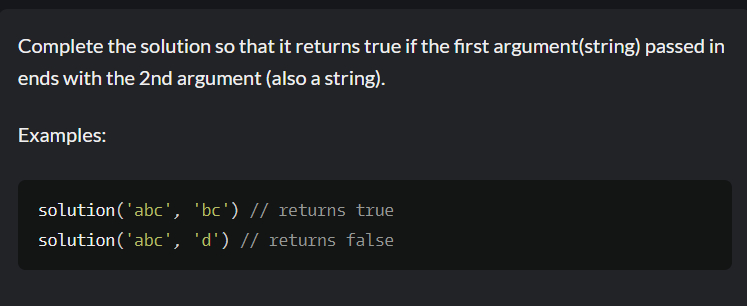 Complete the solution so that it returns true if the first argument(string) passed in
ends with the 2nd argument (also a string).
Examples:
solution('abc', 'bc') // returns true
solution('abc', 'd') // returns false